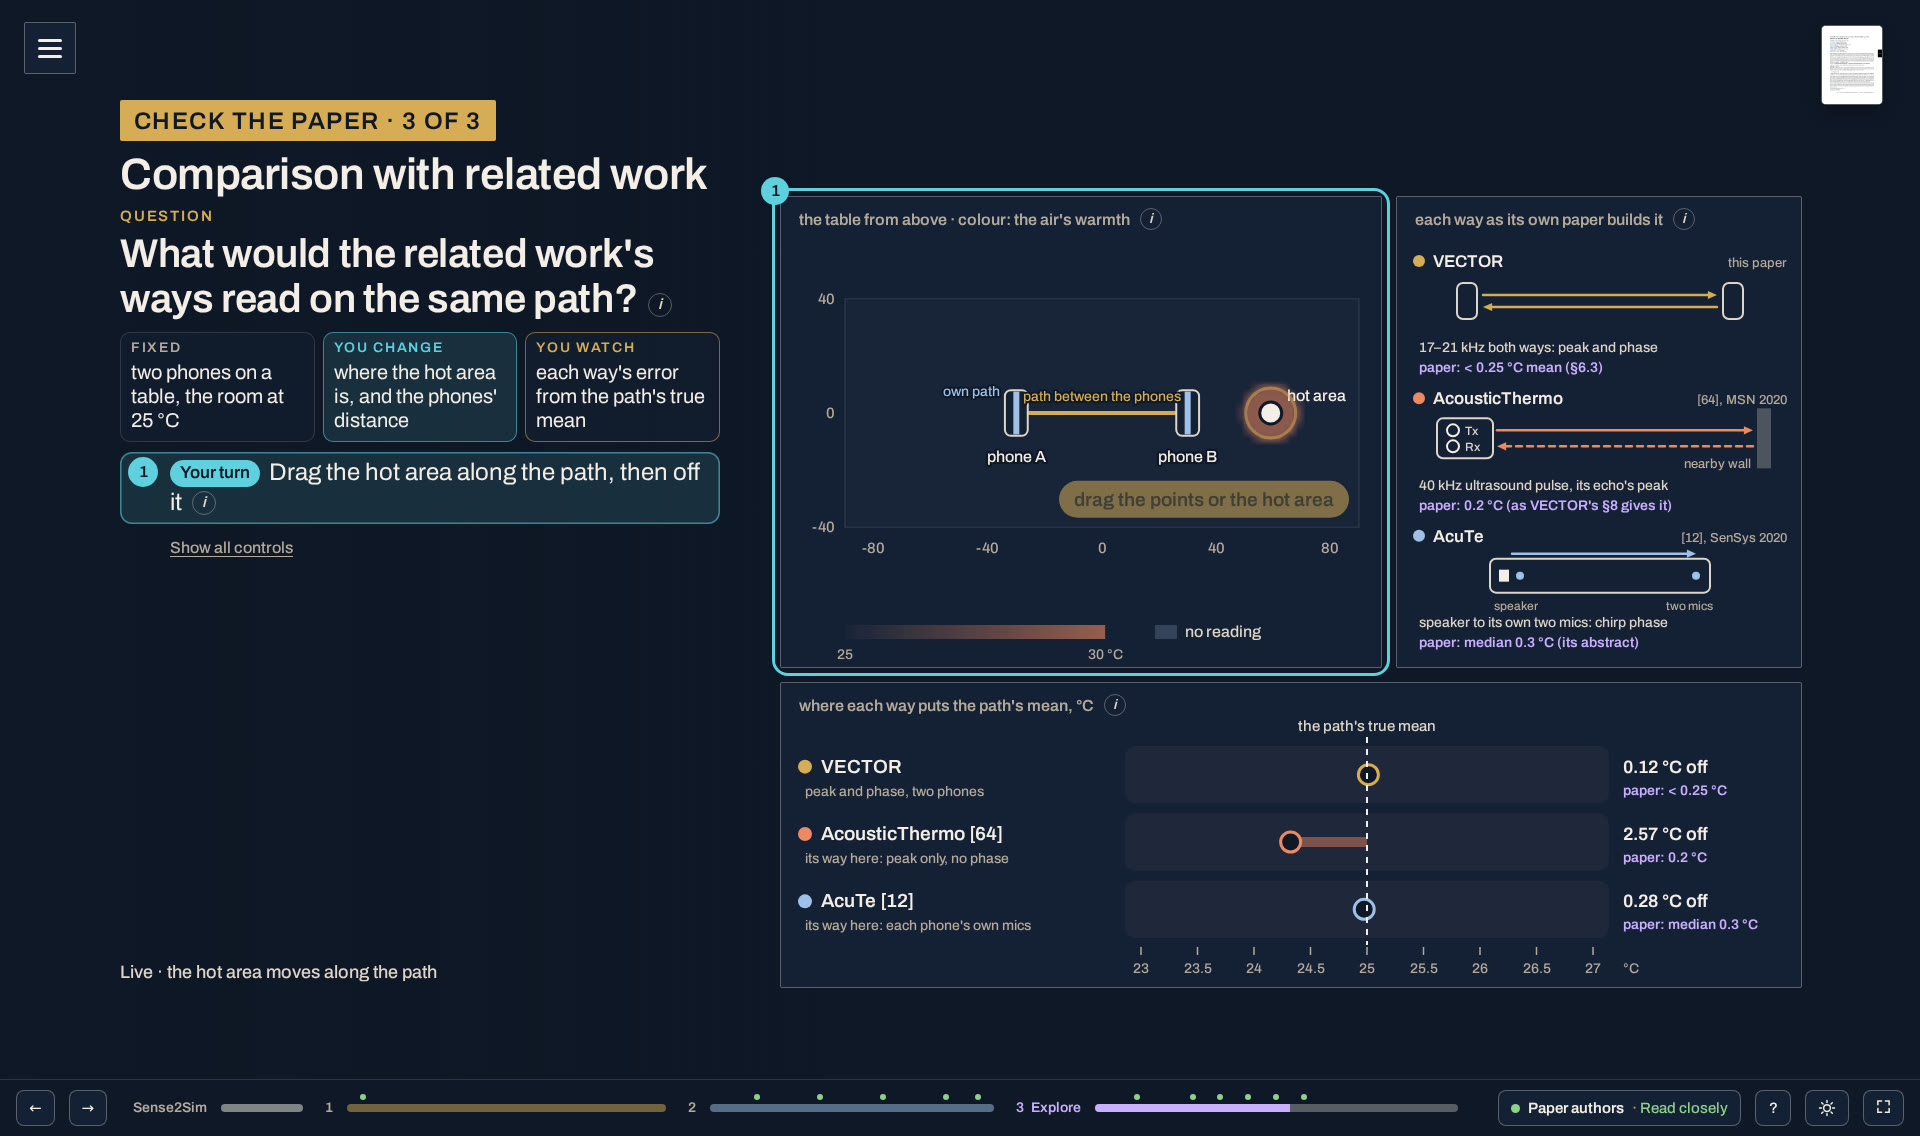 CHECK THE PAPER · 3 OF 3
Comparison with related work
QUESTION
What would the related work's
ways read on the same path? i
FIXED
two phones on a
table, the room at
25 °C
YOU CHANGE
where the hot area
is, and the phones'
distance
YOU WATCH
each way's error
from the path's true
mean
1 Your turn Drag the hot area along the path, then off
it i
Show all controls
Live · the hot area moves along the path
1
the table from above · colour: the air's warmth i
40
0
-40
own path
path between the phones
hot area
phone A
phone B
drag the points or the hot area
-80 -40 0 40 80
no reading
25 30 °C
each way as its own paper builds it i
VECTOR this paper
17–21 kHz both ways: peak and phase
paper: < 0.25 °C mean (§6.3)
AcousticThermo [64], MSN 2020
Tx
Rx
nearby wall
40 kHz ultrasound pulse, its echo's peak
paper: 0.2 °C (as VECTOR's §8 gives it)
AcuTe [12], SenSys 2020
speaker two mics
speaker to its own two mics: chirp phase
paper: median 0.3 °C (its abstract)
where each way puts the path's mean, °C i
the path's true mean
VECTOR 0.12 °C off
peak and phase, two phones paper: < 0.25 °C
AcousticThermo [64] 2.57 °C off
its way here: peak only, no phase paper: 0.2 °C
AcuTe [12] 0.28 °C off
its way here: each phone's own mics paper: median 0.3 °C
23 23.5 24 24.5 25 25.5 26 26.5 27 °C
← → Sense2Sim 1 2 3 Explore Paper authors · Read closely ?